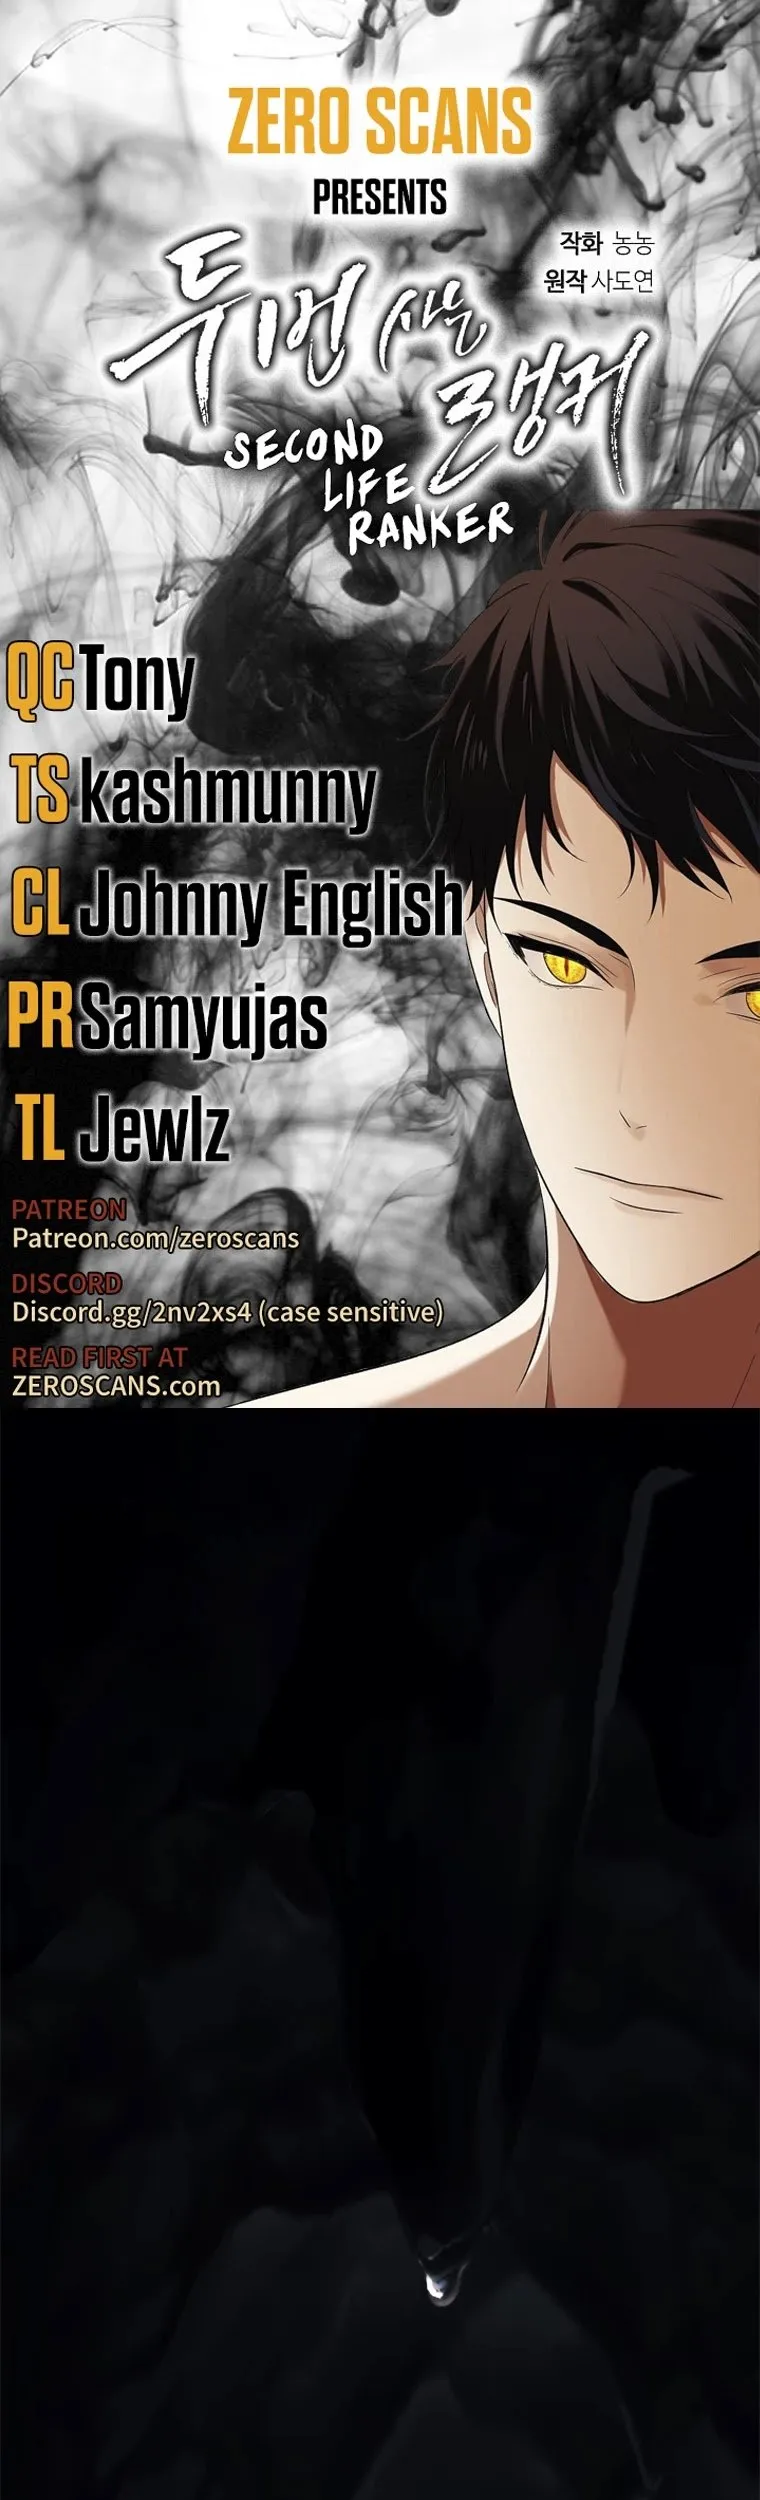 ZERO SCANS
PRESENTS
작화 농농
원작 사도연
두번 사는
랭커
SECOND
LIFE
RANKER
QC Tony
TS kashmunny
CL Johnny English
PR Samyujas
TL Jewlz
PATREON
Patreon.com/zeroscans
DISCORD
Discord.gg/2nv2xs4 (case sensitive)
READ FIRST AT
ZEROSCANS.com